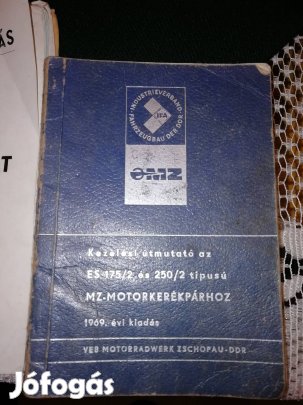 INDUSTRIEVERBAND
FAHRZEUGBAU DER DDR
IFA
MZ
Kezelési útmutató az
ES 175/2 és 250/2 típusú
MZ-MOTORKERÉKPÁRHOZ
1969. évi kiadás
VEB MOTORRADWERK ZSCHOPAU-DDR
ÁS
T
Jófogás